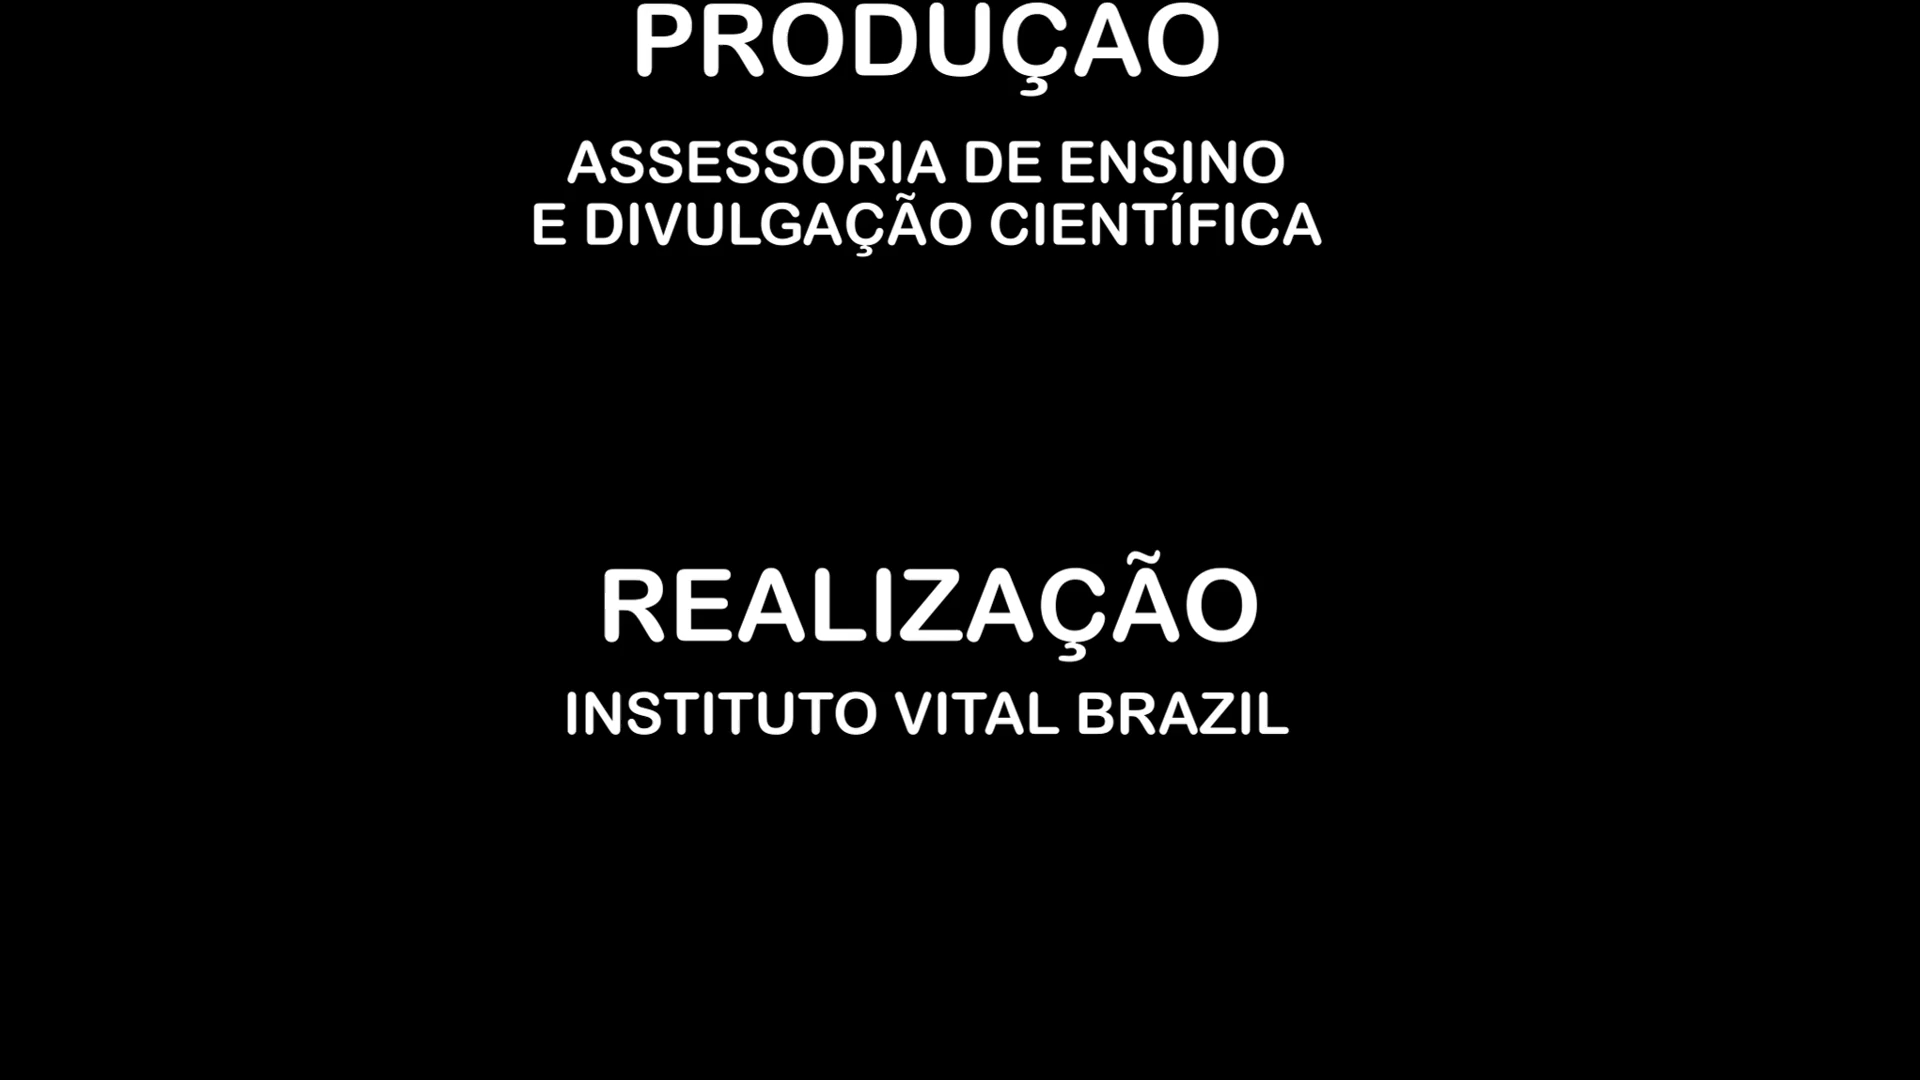 PRODUÇAO
ASSESSORIA DE ENSINO
E DIVULGAÇÃO CIENTÍFICA
REALIZAÇÃO
INSTITUTO VITAL BRAZIL